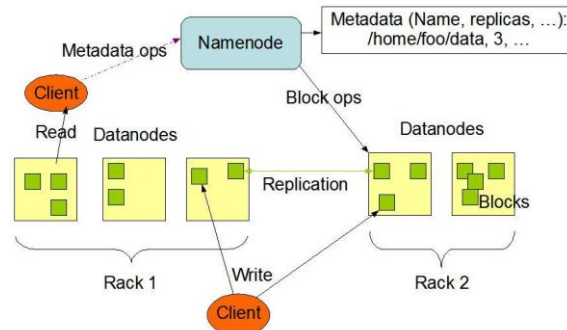 Metadata (Name, replicas, …):
/home/foo/data, 3, …
Namenode
Metadata ops
Client
Block ops
Read
Datanodes
Datanodes
Replication
Blocks
Rack 1
Write
Rack 2
Client